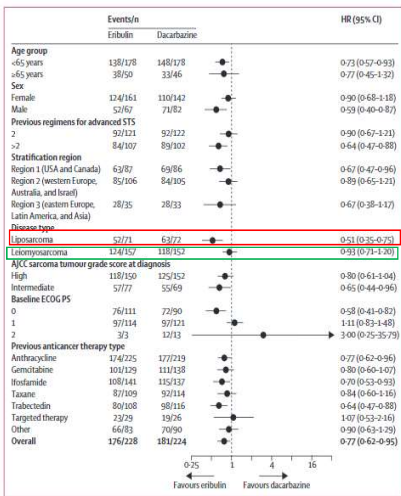 Events/n HR (95% CI)
Eribulin Dacarbazine
Age group
<65 years 138/178 148/178 0·73 (0·57-0·93)
≥65 years 38/50 33/46 0·77 (0·45-1·32)
Sex
Female 124/161 110/142 0·90 (0·68-1·18)
Male 52/67 71/82 0·59 (0·40-0·87)
Previous regimens for advanced STS
2 92/121 92/122 0·90 (0·67-1·21)
>2 84/107 89/102 0·64 (0·47-0·88)
Stratification region
Region 1 (USA and Canada) 63/87 69/86 0·67 (0·47-0·96)
Region 2 (western Europe, 85/106 84/105 0·89 (0·65-1·21)
Australia, and Israel)
Region 3 (eastern Europe, 28/35 28/33 0·67 (0·38-1·17)
Latin America, and Asia)
Disease type
Liposarcoma 52/71 63/72 0·51 (0·35-0·75)
Leiomyosarcoma 124/157 118/152 0·93 (0·71-1·20)
AJCC sarcoma tumour grade score at diagnosis
High 118/150 125/152 0·80 (0·61-1·04)
Intermediate 57/77 55/69 0·65 (0·44-0·96)
Baseline ECOG PS
0 76/111 72/90 0·58 (0·41-0·82)
1 97/114 97/121 1·11 (0·83-1·48)
2 3/3 12/13 3·00 (0·25-35·79)
Previous anticancer therapy type
Anthracycline 174/225 177/219 0·77 (0·62-0·96)
Gemcitabine 101/129 111/138 0·80 (0·60-1·07)
Ifosfamide 108/141 115/137 0·70 (0·53-0·93)
Taxane 87/109 92/114 0·84 (0·60-1·16)
Trabectedin 80/108 98/116 0·64 (0·47-0·88)
Targeted therapy 23/29 19/26 1·07 (0·53-2·16)
Other 66/83 70/90 0·90 (0·63-1·29)
Overall 176/228 181/224 0·77 (0·62-0·95)
0·25 1 4 16
Favours eribulin Favours dacarbazine